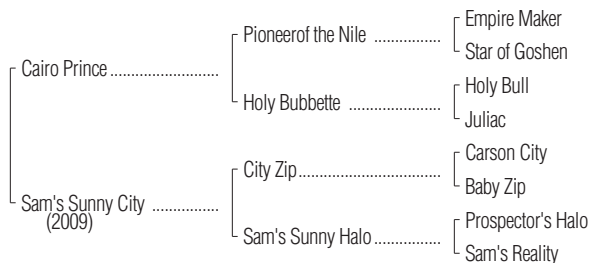 Empire Maker
Pioneerof the Nile ..................
Star of Goshen
Cairo Prince ........................
Holy Bull
Holy Bubbette .....................
Juliac
Carson City
City Zip................................
Baby Zip
Sam's Sunny City ...............
(2009)
Prospector's Halo
Sam's Sunny Halo...............
Sam's Reality